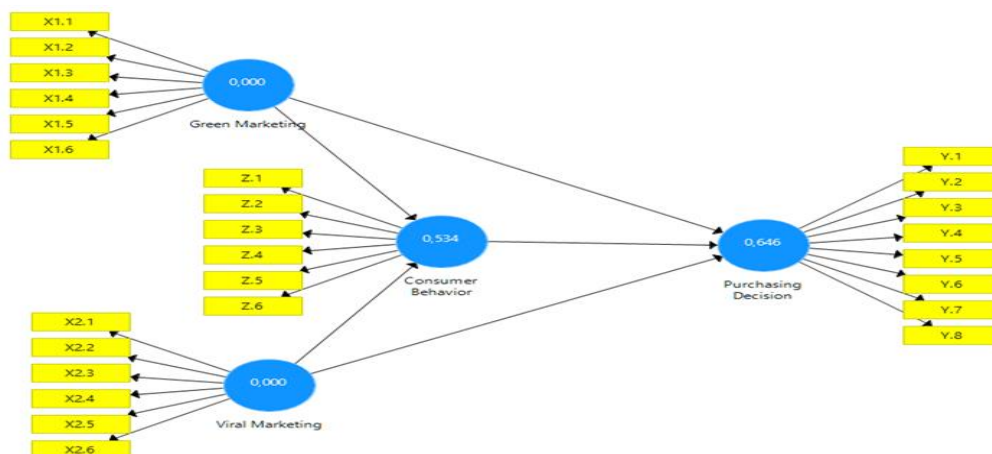 X1.1
X1.2
X1.3
X1.4
X1.5
X1.6
0,000
Green Marketing
Z.1
Z.2
Z.3
Z.4
Z.5
Z.6
0,534
Consumer
Behavior
X2.1
X2.2
X2.3
X2.4
X2.5
X2.6
0,000
Viral Marketing
0,646
Purchasing
Decision
Y.1
Y.2
Y.3
Y.4
Y.5
Y.6
Y.7
Y.8